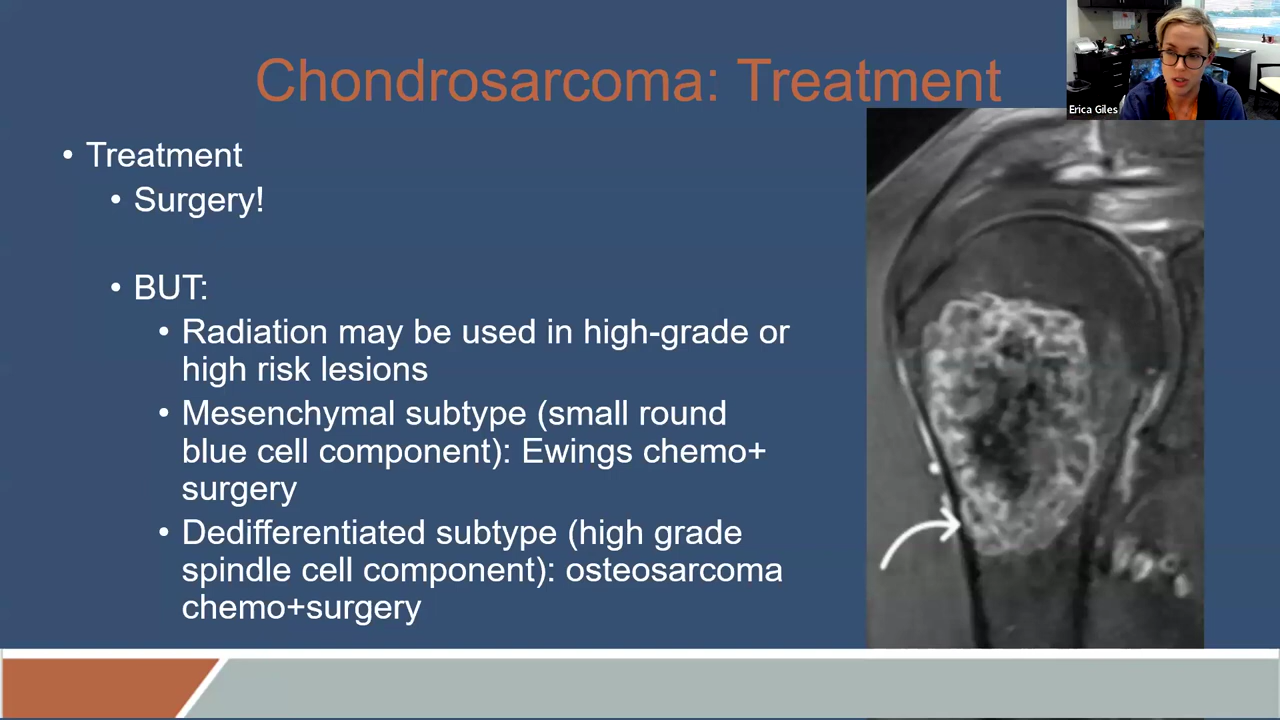 Chondrosarcoma: Treatment
Erica Giles
• Treatment
• Surgery!
• BUT:
• Radiation may be used in high-grade or
high risk lesions
• Mesenchymal subtype (small round
blue cell component): Ewings chemo+
surgery
• Dedifferentiated subtype (high grade
spindle cell component): osteosarcoma
chemo+surgery